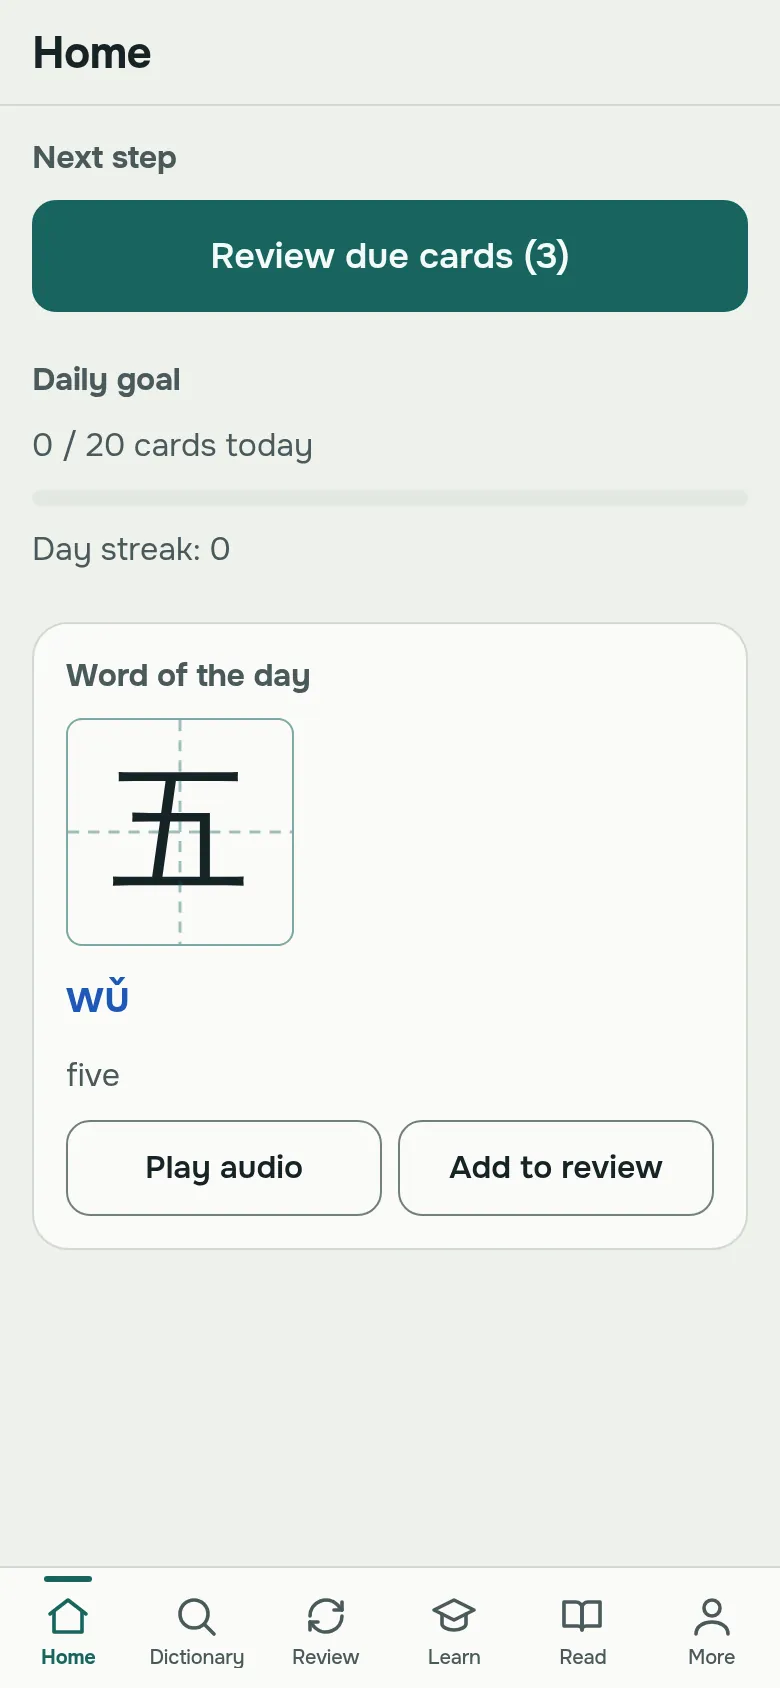 Home
Next step
Review due cards (3)
Daily goal
0 / 20 cards today
Day streak: 0
Word of the day
五
wǔ
five
Play audio
Add to review
Home
Dictionary
Review
Learn
Read
More